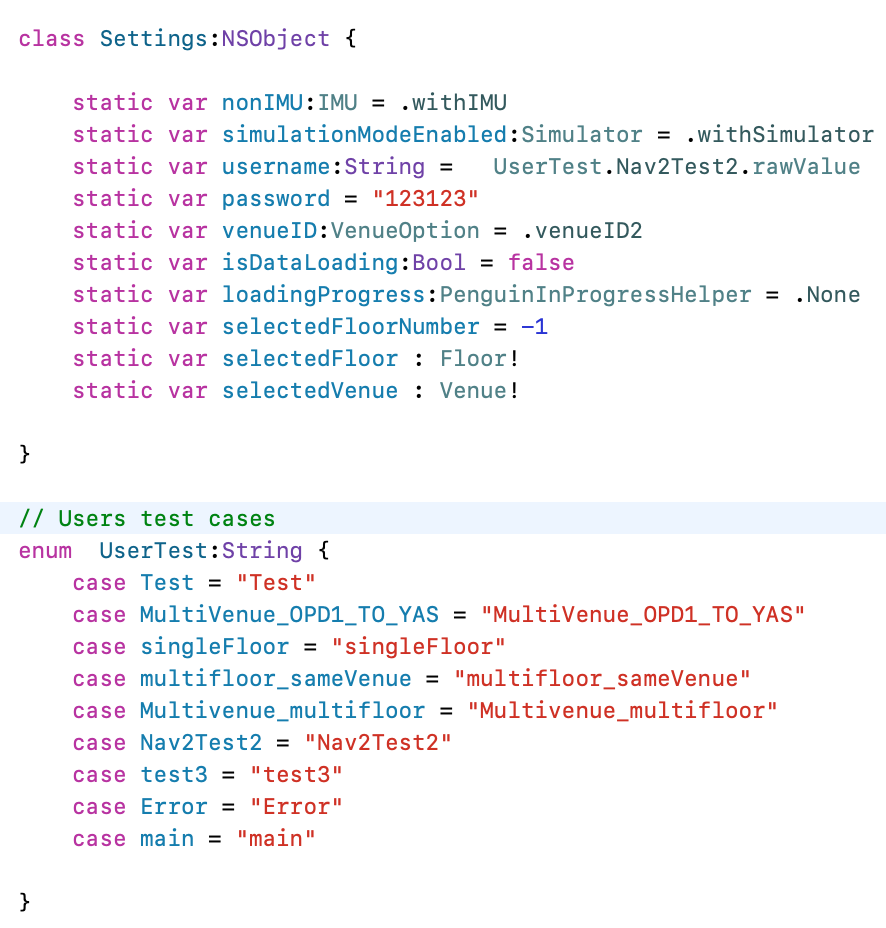 class Settings:NSObject {
    static var nonIMU:IMU = .withIMU
    static var simulationModeEnabled:Simulator = .withSimulator
    static var username:String =   UserTest.Nav2Test2.rawValue
    static var password = "123123"
    static var venueID:VenueOption = .venueID2
    static var isDataLoading:Bool = false
    static var loadingProgress:PenguinInProgressHelper = .None
    static var selectedFloorNumber = -1
    static var selectedFloor : Floor!
    static var selectedVenue : Venue!
}
// Users test cases
enum  UserTest:String {
    case Test = "Test"
    case MultiVenue_OPD1_TO_YAS = "MultiVenue_OPD1_TO_YAS"
    case singleFloor = "singleFloor"
    case multifloor_sameVenue = "multifloor_sameVenue"
    case Multivenue_multifloor = "Multivenue_multifloor"
    case Nav2Test2 = "Nav2Test2"
    case test3 = "test3"
    case Error = "Error"
    case main = "main"
}